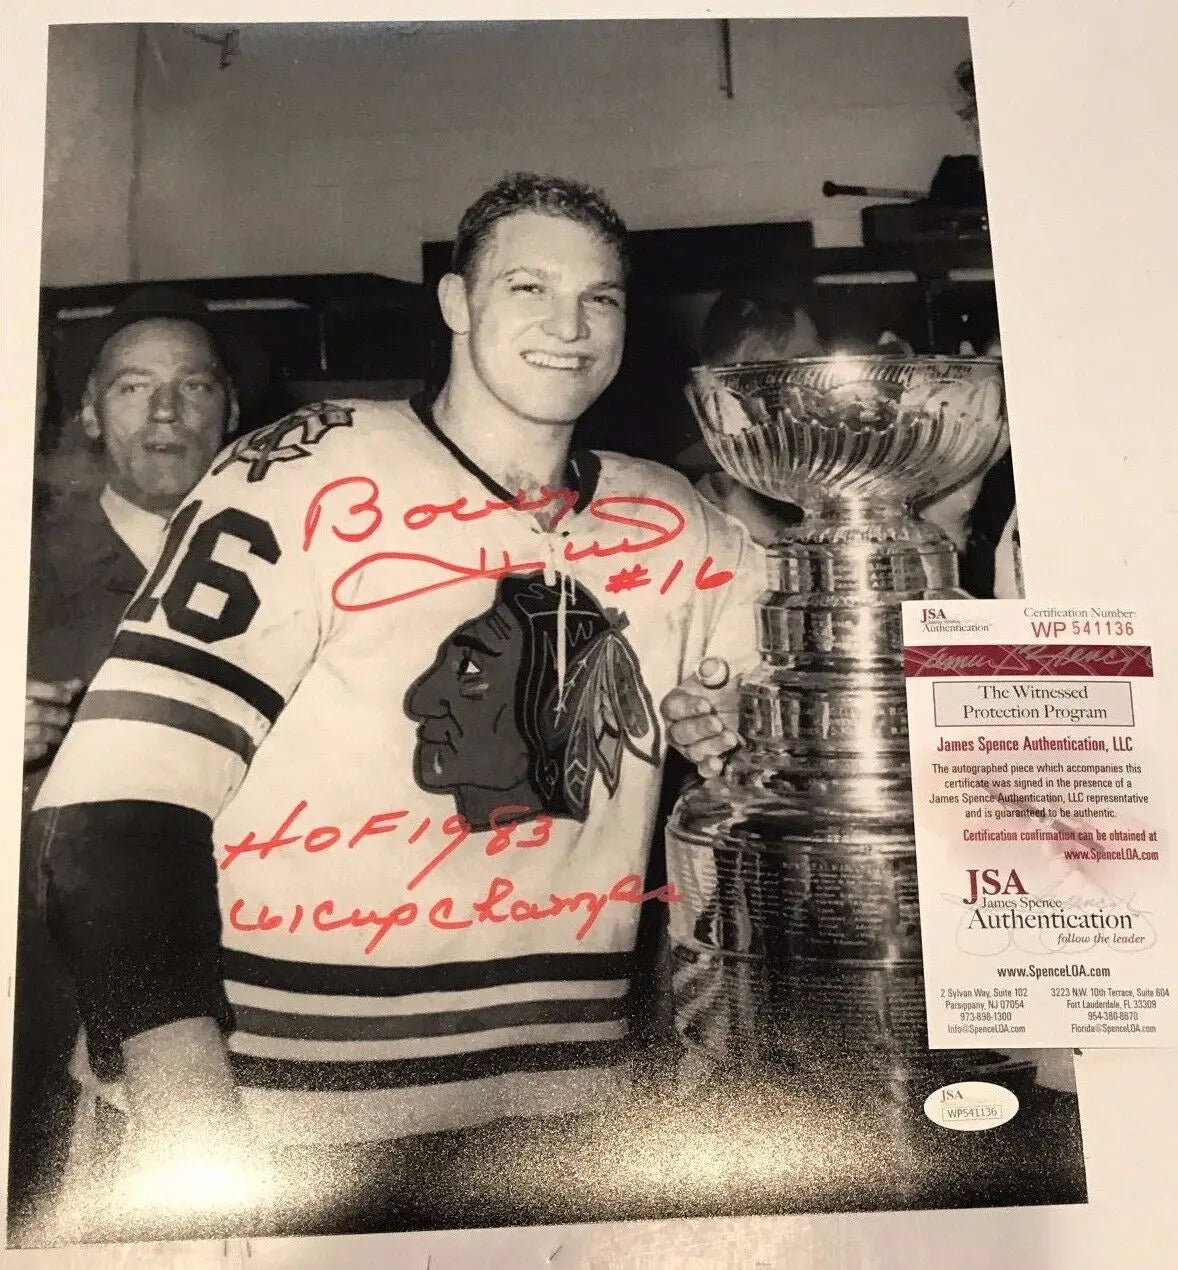 16
Bobby
Hull
#16
HOF 1983
61 Cup Champs
JSA
Authentication
Certification Number:
WP 541136
James Spence
The Witnessed
Protection Program
James Spence Authentication, LLC
The autographed piece which accompanies this
certificate was signed in the presence of a
James Spence Authentication, LLC representative
and is guaranteed to be authentic.
Certification confirmation can be obtained at
www.SpenceLOA.com
JSA
James Spence
Authentication™
follow the leader
www.SpenceLOA.com
2 Sylvan Way, Suite 102
Parsippany, NJ 07054
973-898-1300
Info@SpenceLOA.com
3223 N.W. 10th Terrace, Suite 604
Fort Lauderdale, FL 33309
954-380-8670
Florida@SpenceLOA.com
JSA
WP541136